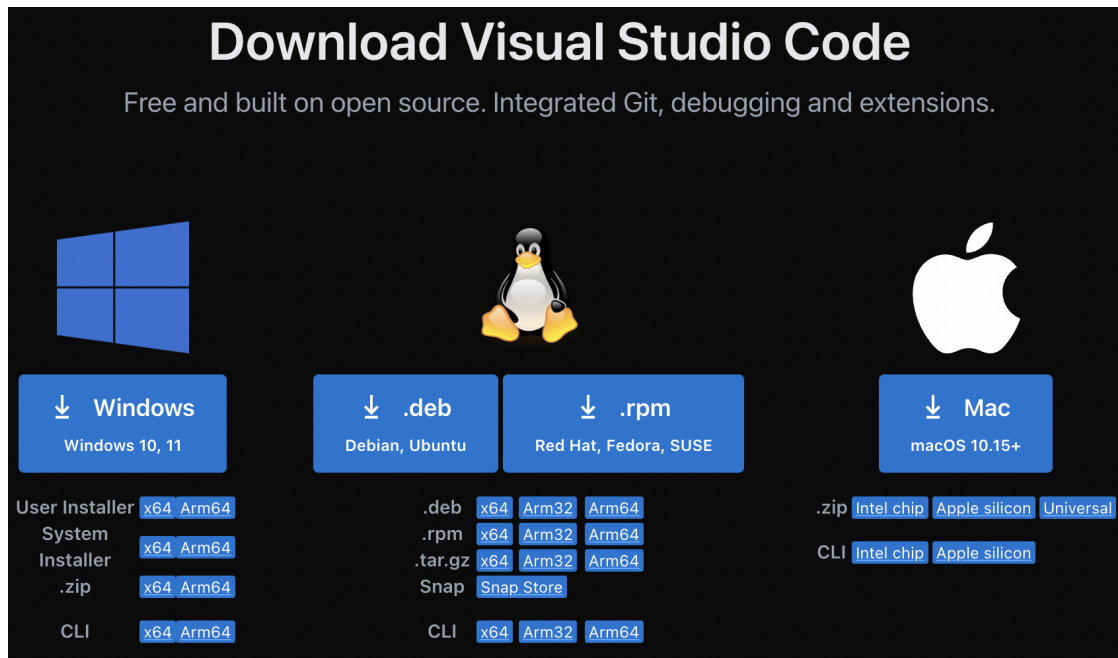 Download Visual Studio Code
Free and built on open source. Integrated Git, debugging and extensions.
Windows
Windows 10, 11
User Installer x64 Arm64
System
Installer x64 Arm64
.zip x64 Arm64
CLI x64 Arm64
.deb
Debian, Ubuntu
.rpm
Red Hat, Fedora, SUSE
.deb x64 Arm32 Arm64
.rpm x64 Arm32 Arm64
.tar.gz x64 Arm32 Arm64
Snap Snap Store
CLI x64 Arm32 Arm64
Mac
macOS 10.15+
.zip Intel chip Apple silicon Universal
CLI Intel chip Apple silicon